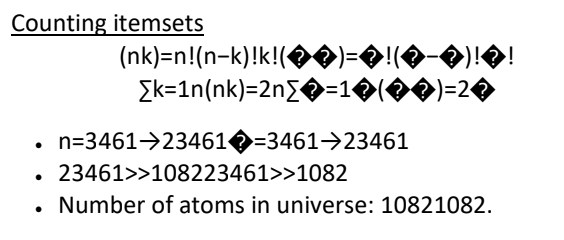 Counting itemsets
(nk)=n!(n−k)!k!(��)=�!(�−�)!�!
∑k=1n(nk)=2n∑�=1�(��)=2�
• n=3461→23461�=3461→23461
• 23461>>108223461>>1082
• Number of atoms in universe: 10821082.